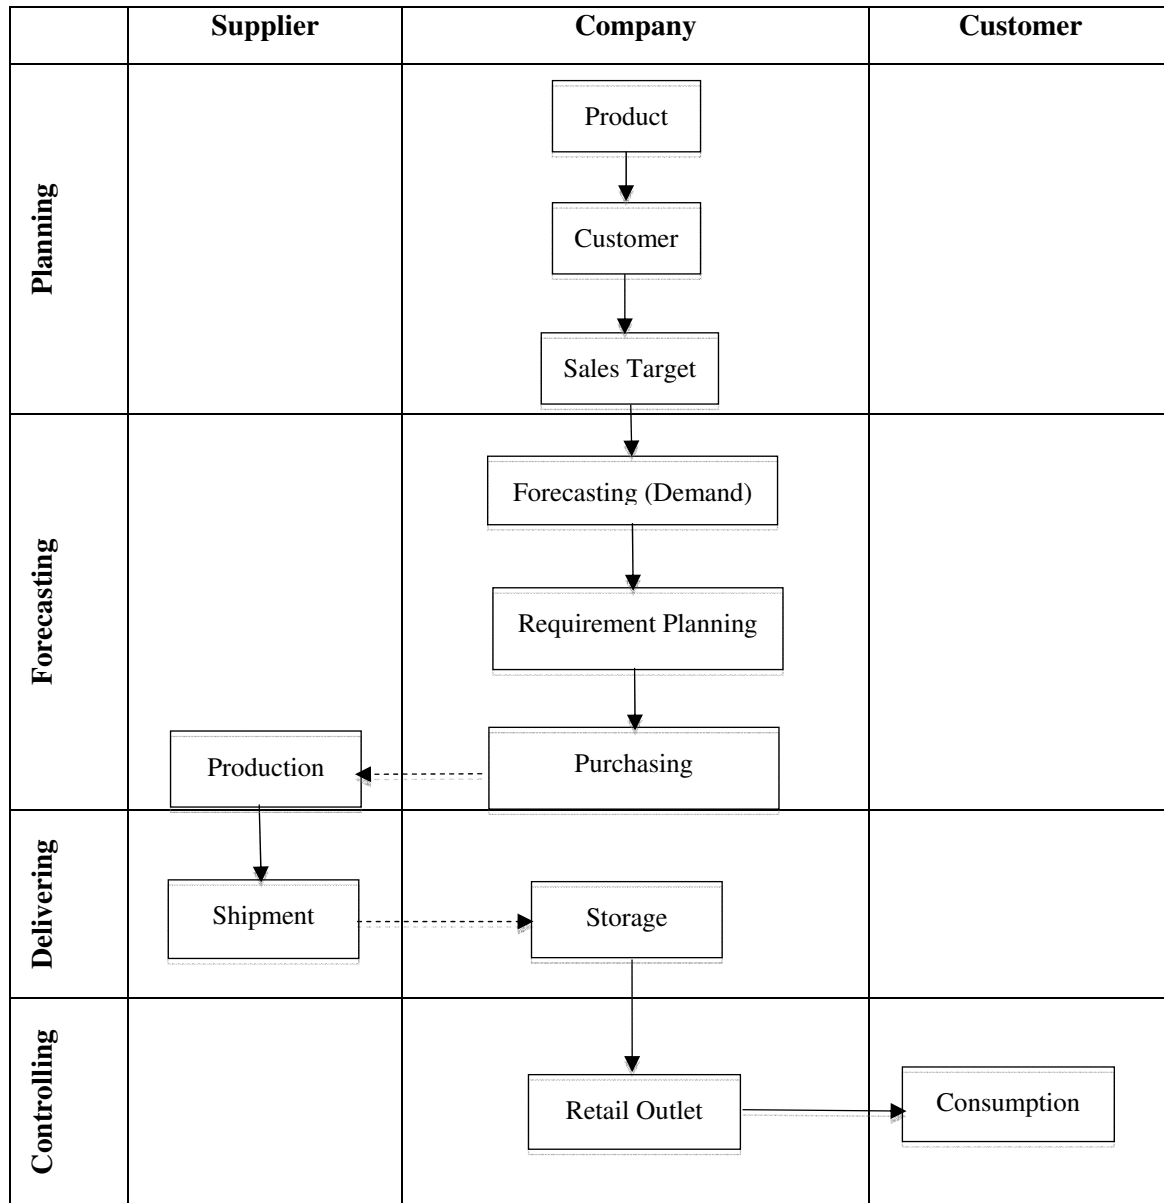 Supplier
Company
Customer
Planning
Product
Customer
Sales Target
Forecasting
Forecasting (Demand)
Requirement Planning
Production
Purchasing
Delivering
Shipment
Storage
Controlling
Retail Outlet
Consumption